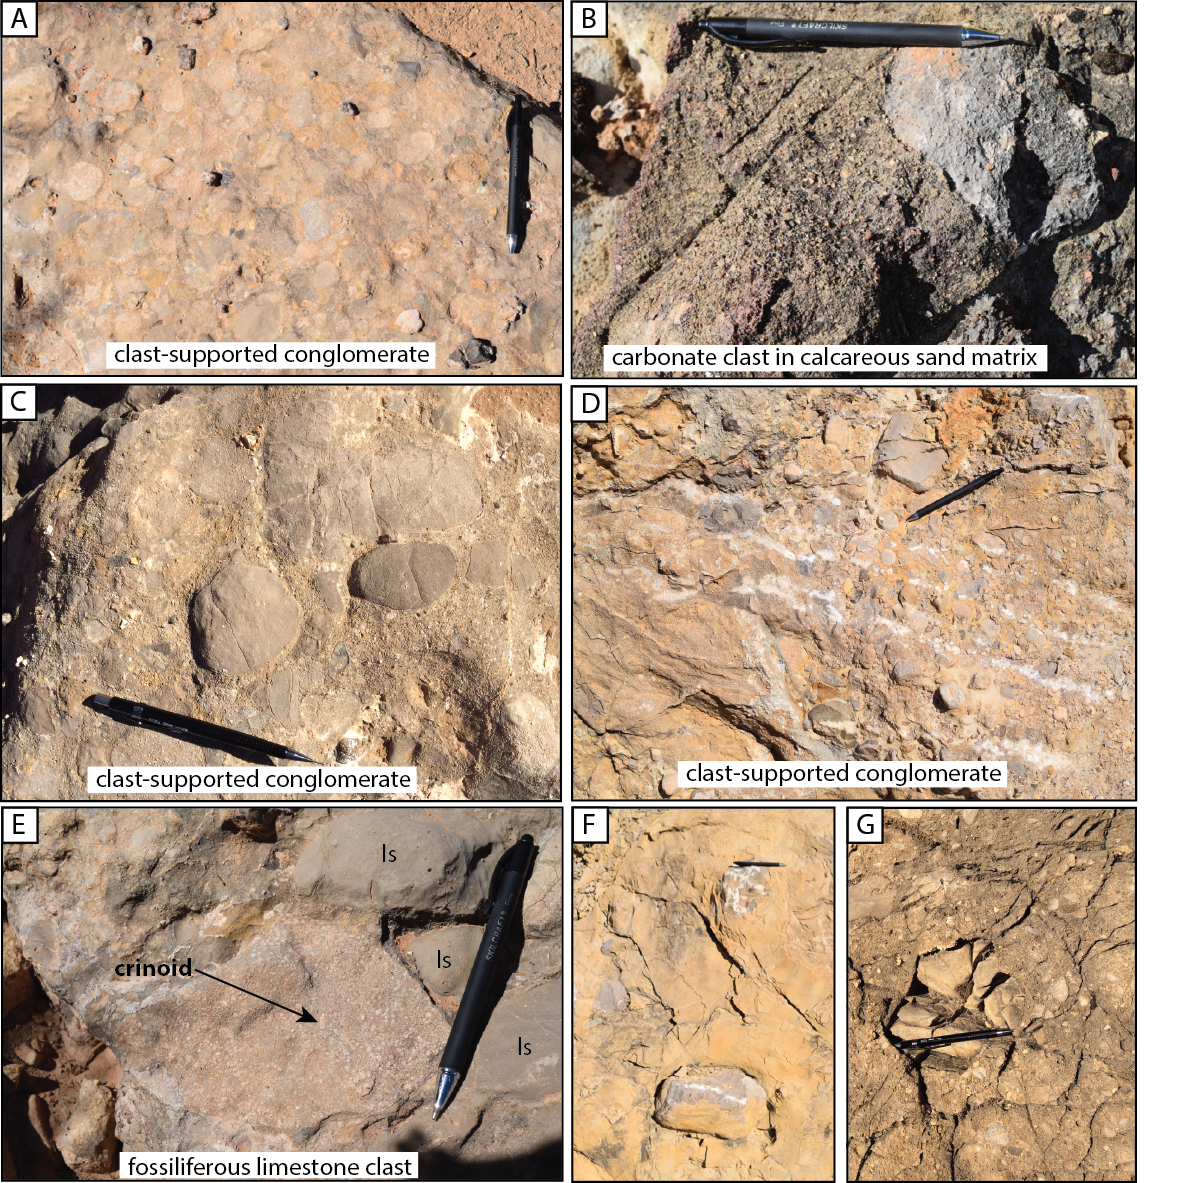 A
clast-supported conglomerate
B
SKILCRAFT
carbonate clast in calcareous sand matrix
C
clast-supported conglomerate
D
clast-supported conglomerate
E
ls
SKILCRAFT
ls
crinoid
ls
fossiliferous limestone clast
F
G